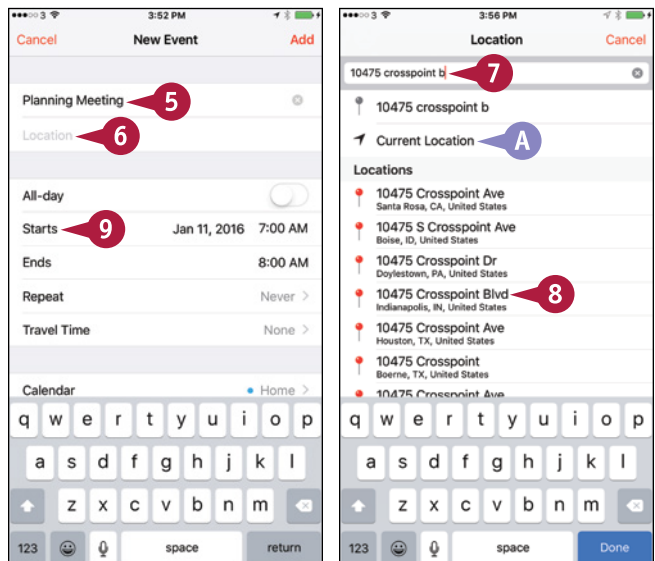 3 3:52 PM
Cancel New Event Add
Planning Meeting 5
Location 6
All-day
Starts 9 Jan 11, 2016 7:00 AM
Ends 8:00 AM
Repeat Never >
Travel Time None >
Calendar Home >
q w e r t y u i o p
a s d f g h j k l
z x c v b n m
123 space return
3 3:56 PM
Location Cancel
10475 crosspoint b 7
10475 crosspoint b
Current Location A
Locations
10475 Crosspoint Ave
Santa Rosa, CA, United States
10475 S Crosspoint Ave
Boise, ID, United States
10475 Crosspoint Dr
Doylestown, PA, United States
10475 Crosspoint Blvd 8
Indianapolis, IN, United States
10475 Crosspoint Ave
Houston, TX, United States
10475 Crosspoint
Boerne, TX, United States
10475 Crosspoint Ave
q w e r t y u i o p
a s d f g h j k l
z x c v b n m
123 space Done